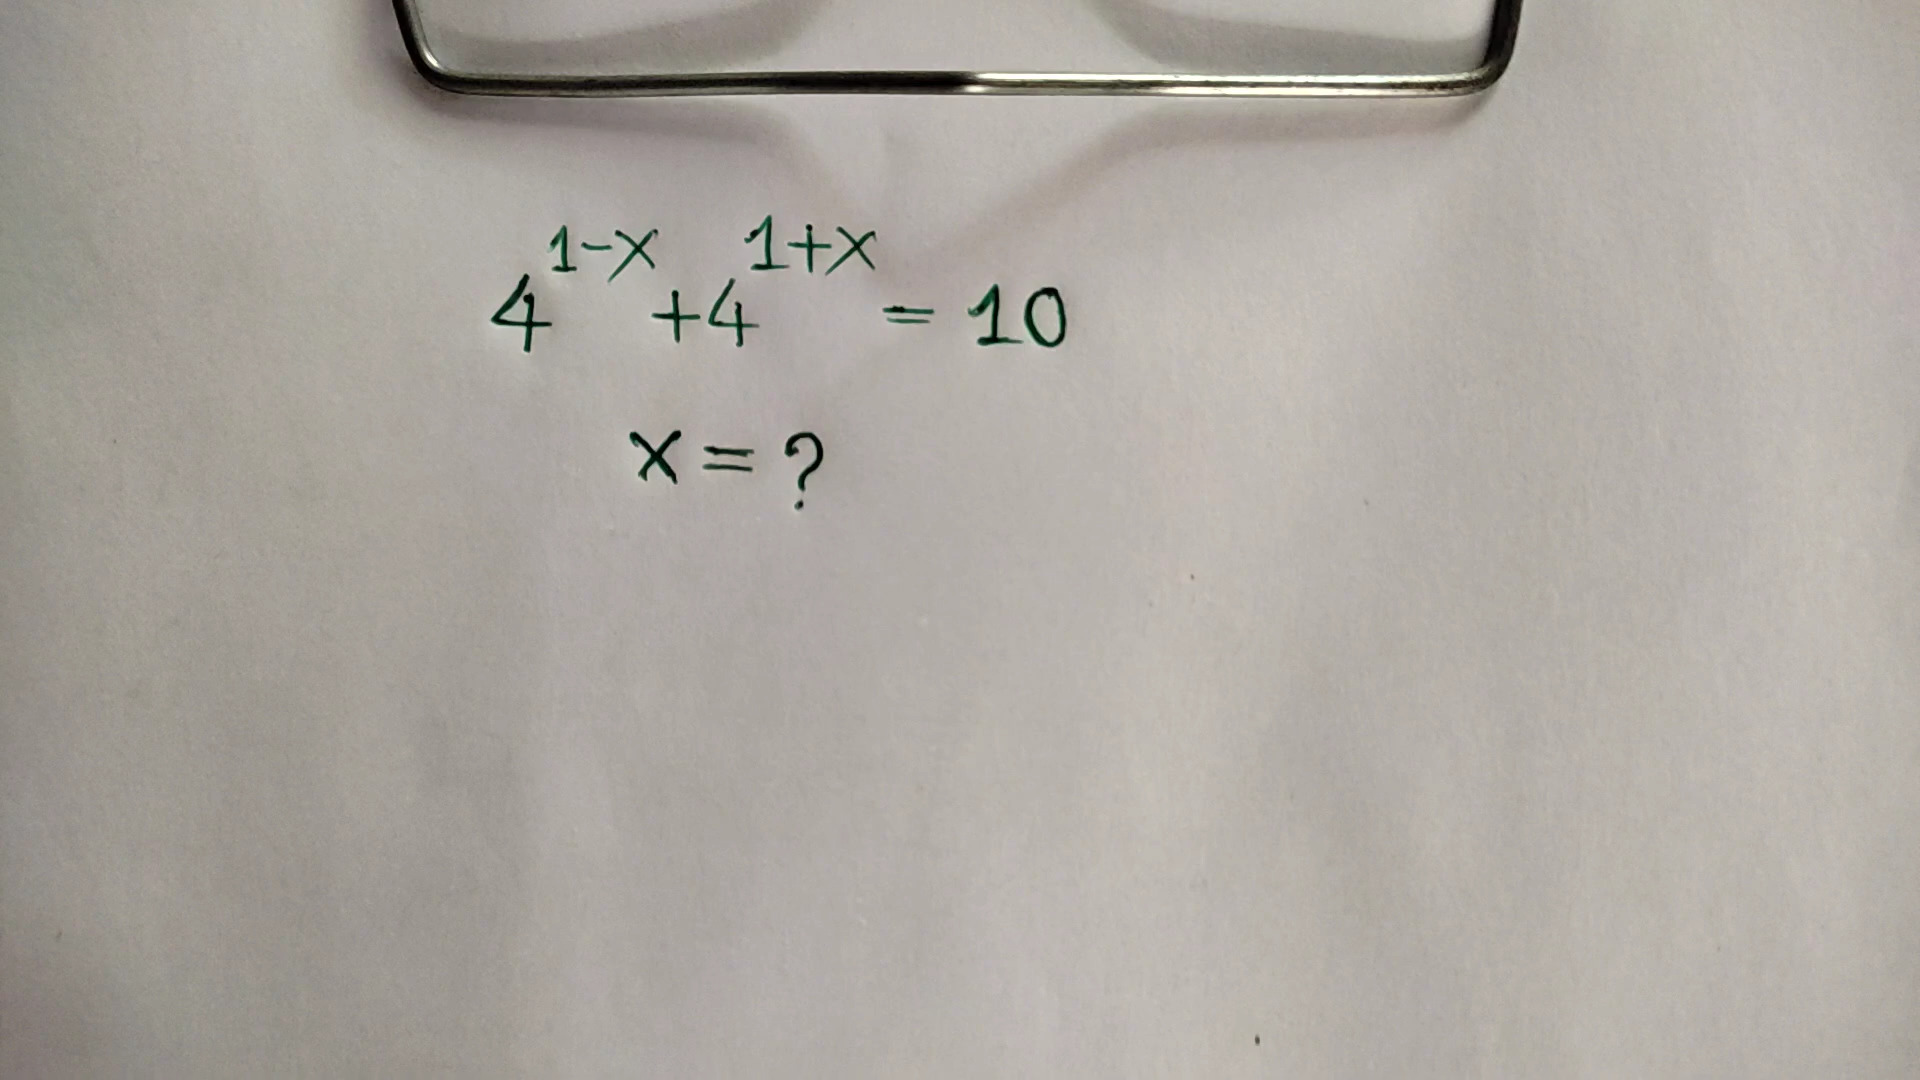 4^{1-x}+4^{1+x} = 10
x = ?